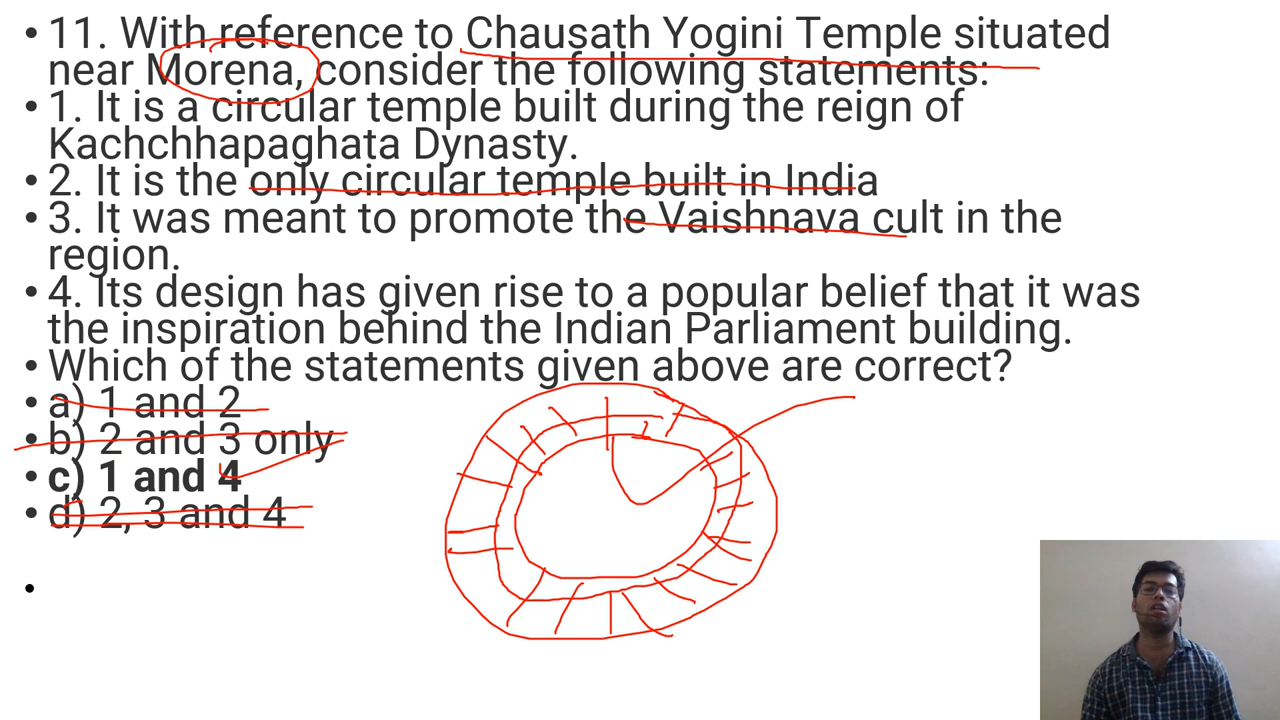 • 11. With reference to Chausath Yogini Temple situated
near Morena, consider the following statements:
• 1. It is a circular temple built during the reign of
Kachchhapaghata Dynasty.
• 2. It is the only circular temple built in India
• 3. It was meant to promote the Vaishnava cult in the
region.
• 4. Its design has given rise to a popular belief that it was
the inspiration behind the Indian Parliament building.
• Which of the statements given above are correct?
• a) 1 and 2
• b) 2 and 3 only
• c) 1 and 4
• d) 2, 3 and 4
•